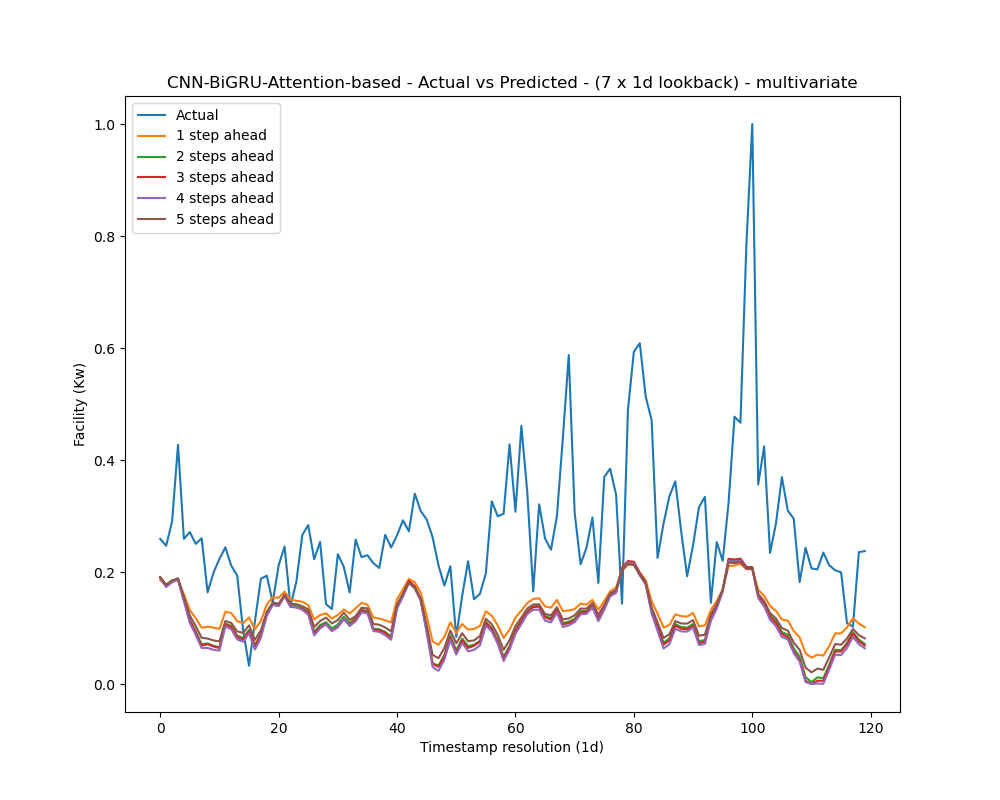 CNN-BiGRU-Attention-based - Actual vs Predicted - (7 x 1d lookback) - multivariate
Actual
1 step ahead
2 steps ahead
3 steps ahead
4 steps ahead
5 steps ahead
Facility (Kw)
1.0
0.8
0.6
0.4
0.2
0.0
0 20 40 60 80 100 120
Timestamp resolution (1d)